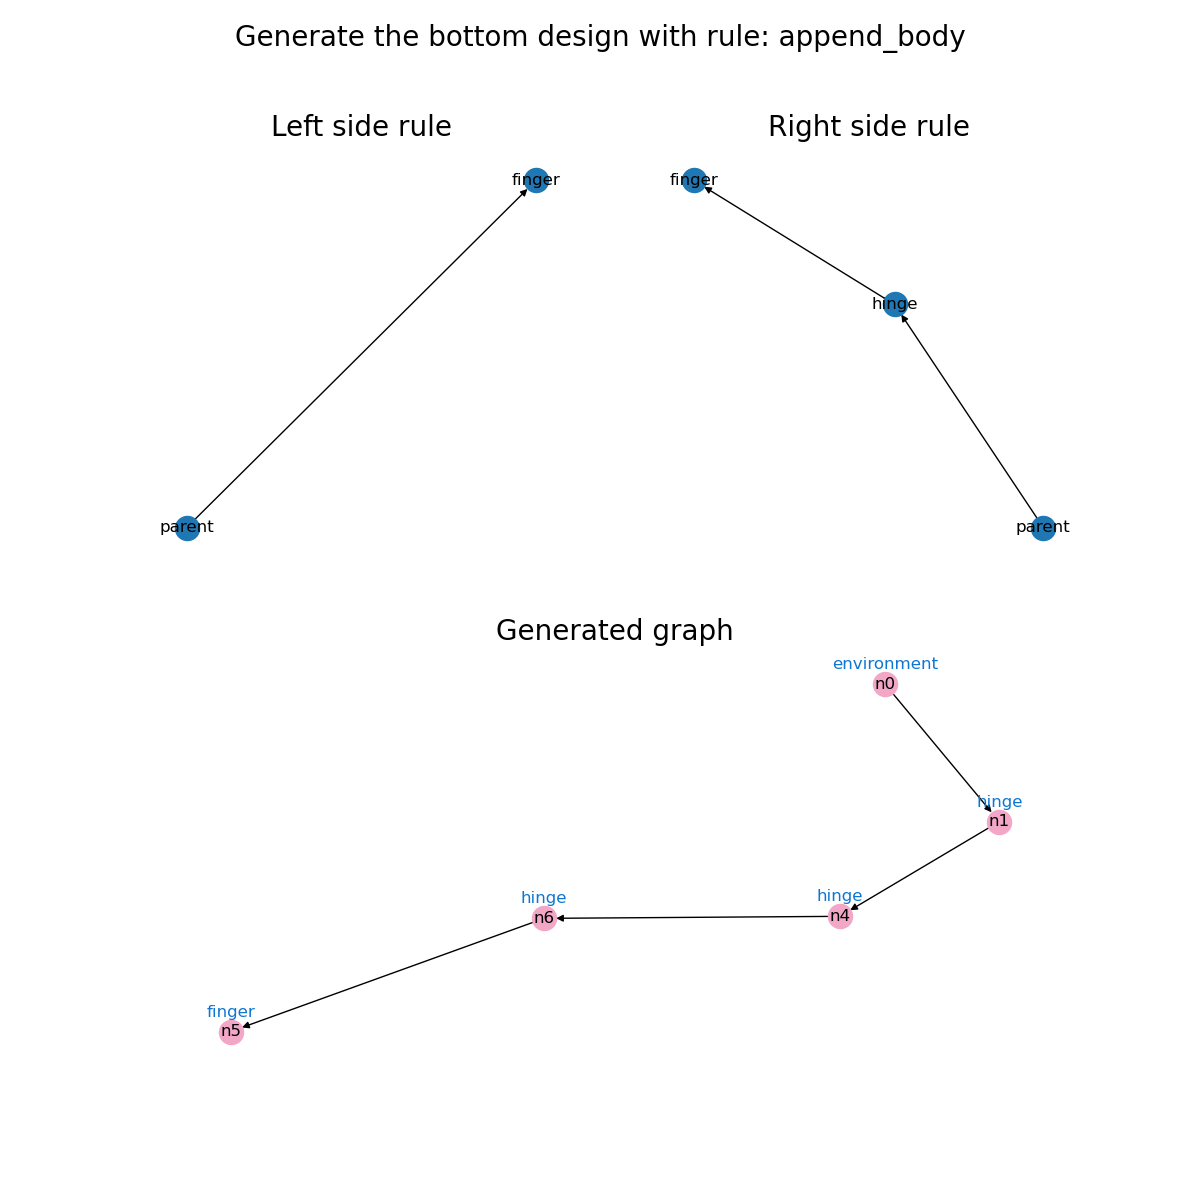 Generate the bottom design with rule: append_body
Left side rule
Right side rule
finger
finger
hinge
parent
parent
Generated graph
environment
n0
hinge
n1
hinge
hinge
n4
n6
finger
n5